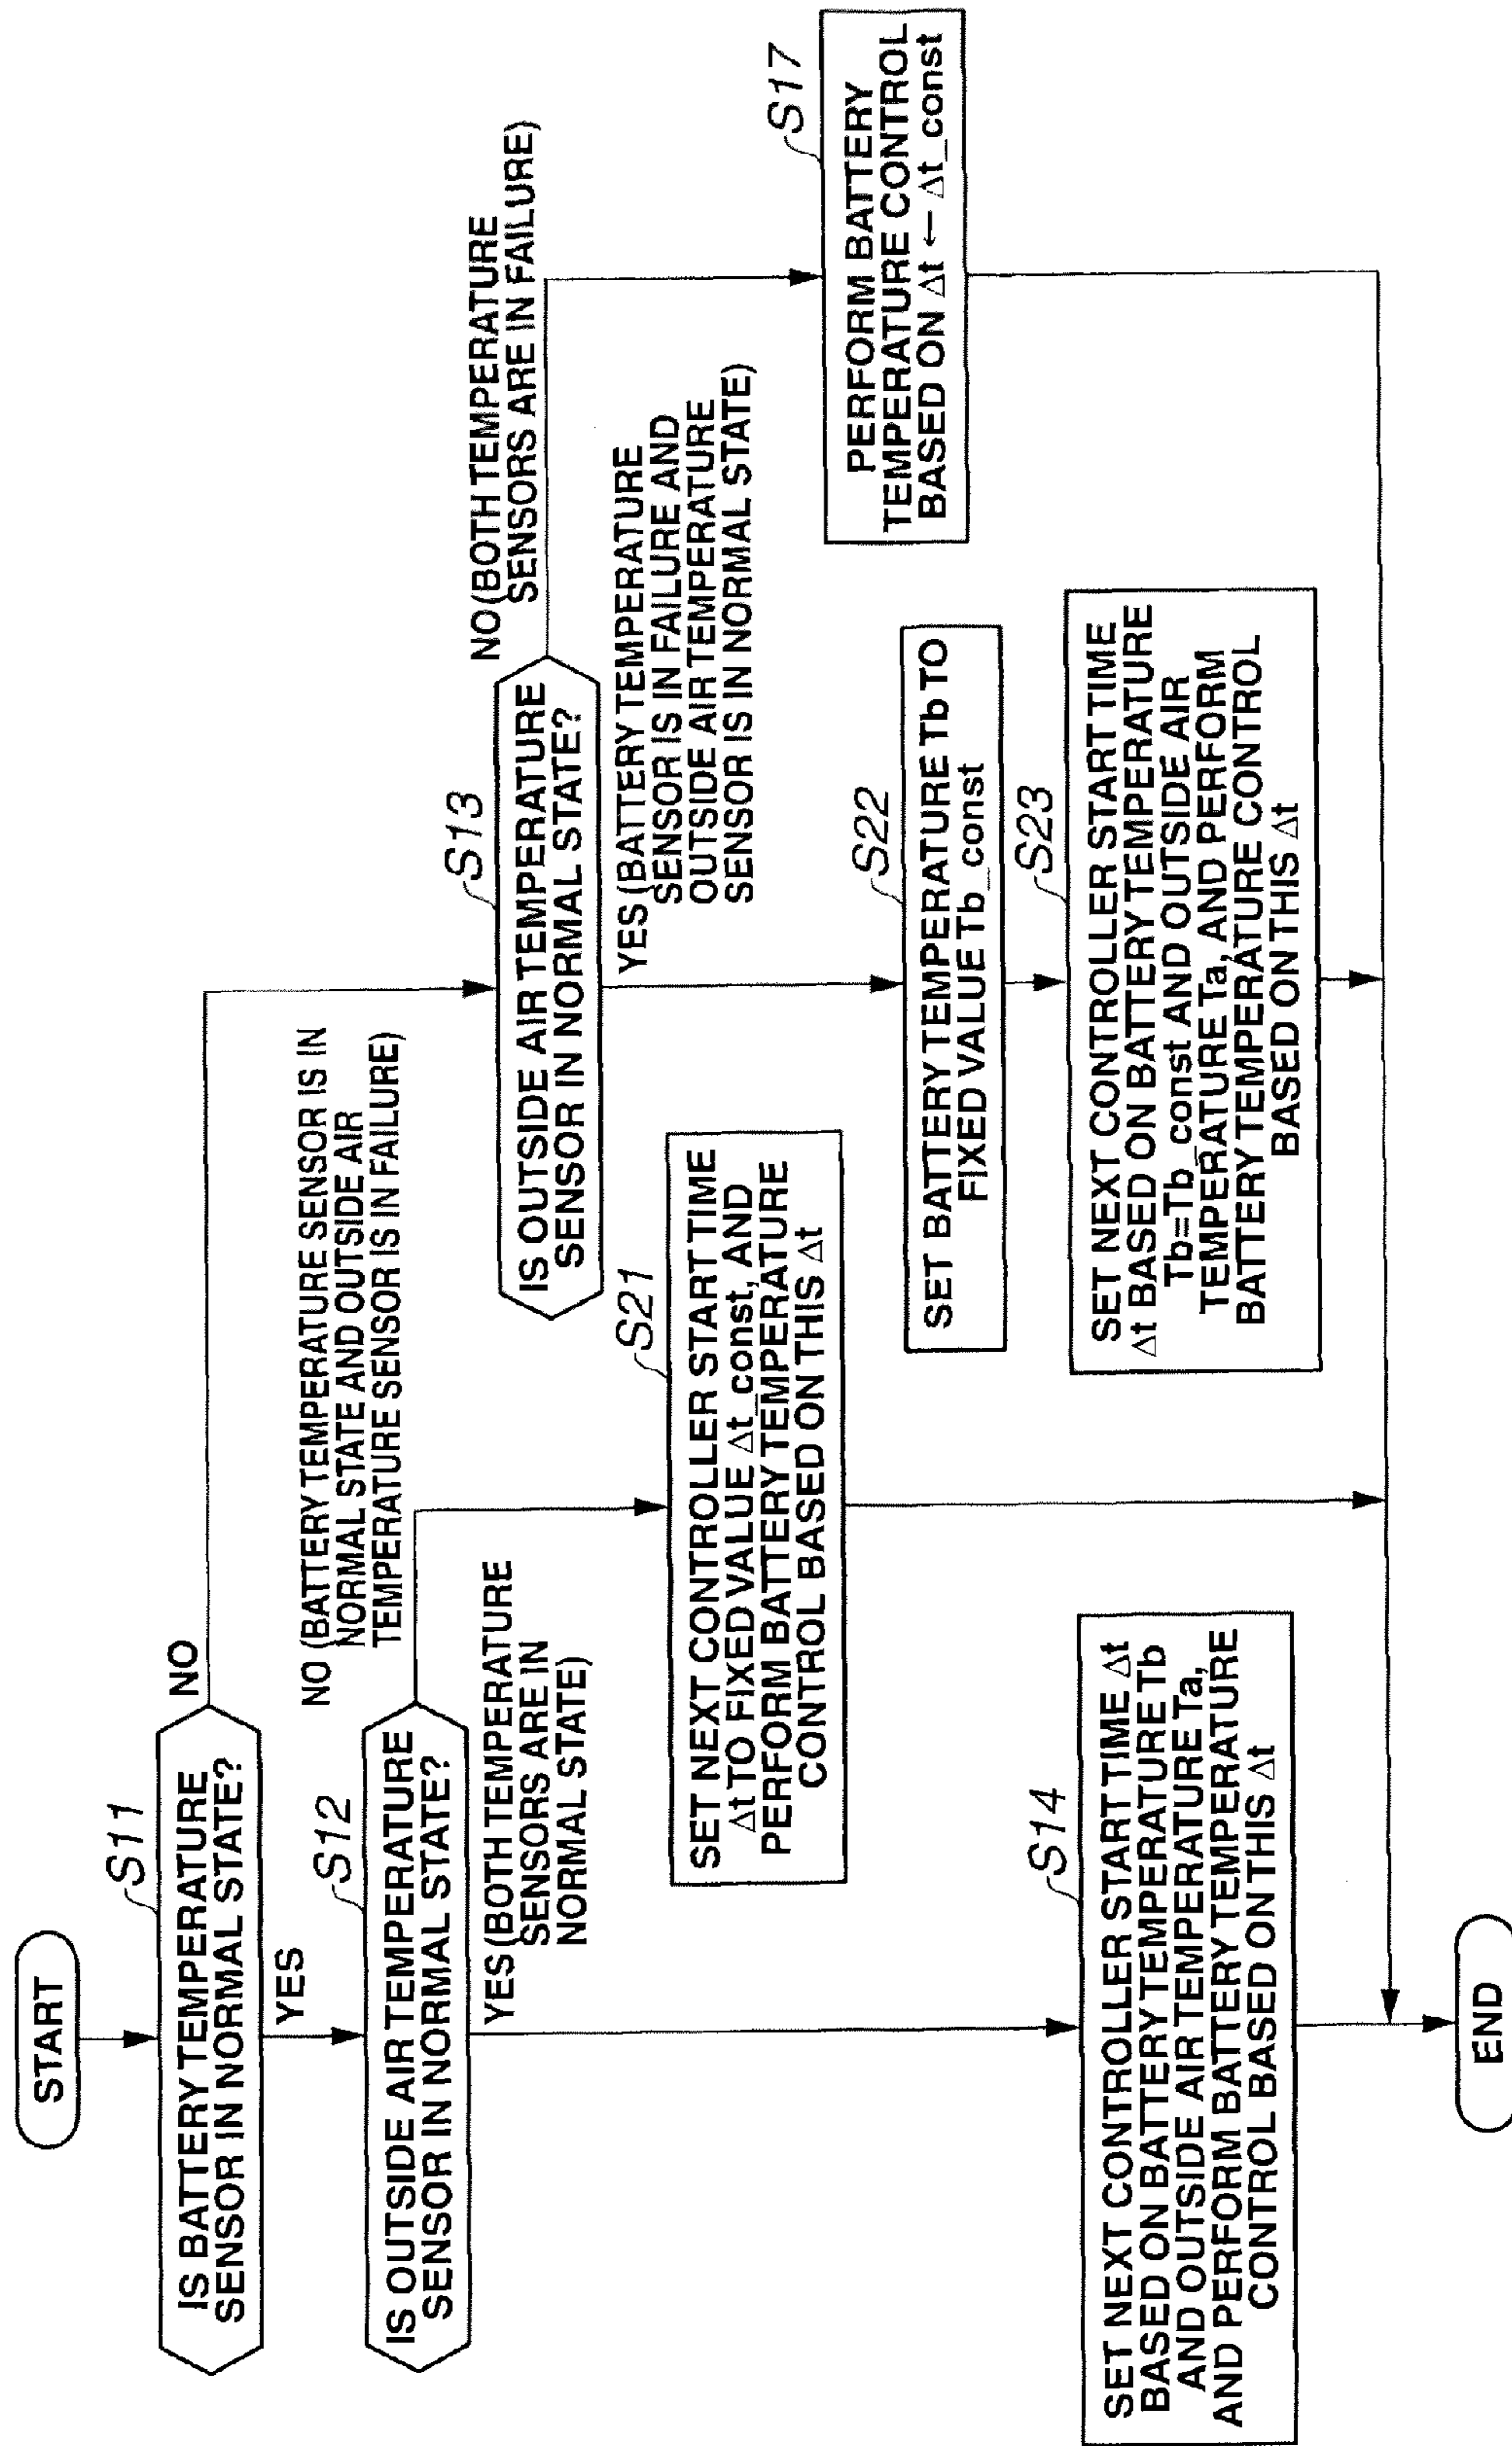 START
S11
IS BATTERY TEMPERATURE
SENSOR IN NORMAL STATE?
NO
YES
S12
IS OUTSIDE AIR TEMPERATURE
SENSOR IN NORMAL STATE?
NO (BATTERY TEMPERATURE SENSOR IS IN
NORMAL STATE AND OUTSIDE AIR
TEMPERATURE SENSOR IS IN FAILURE)
YES (BOTH TEMPERATURE
SENSORS ARE IN
NORMAL STATE)
S13
IS OUTSIDE AIR TEMPERATURE
SENSOR IN NORMAL STATE?
NO (BOTH TEMPERATURE
SENSORS ARE IN FAILURE)
YES (BATTERY TEMPERATURE
SENSOR IS IN FAILURE AND
OUTSIDE AIR TEMPERATURE
SENSOR IS IN NORMAL STATE)
S21
SET NEXT CONTROLLER START TIME
Δt TO FIXED VALUE Δt_const, AND
PERFORM BATTERY TEMPERATURE
CONTROL BASED ON THIS Δt
S17
PERFORM BATTERY
TEMPERATURE CONTROL
BASED ON Δt ← Δt_const
S22
SET BATTERY TEMPERATURE Tb TO
FIXED VALUE Tb_const
S23
SET NEXT CONTROLLER START TIME
Δt BASED ON BATTERY TEMPERATURE
Tb=Tb_const AND OUTSIDE AIR
TEMPERATURE Ta, AND PERFORM
BATTERY TEMPERATURE CONTROL
BASED ON THIS Δt
S14
SET NEXT CONTROLLER START TIME Δt
BASED ON BATTERY TEMPERATURE Tb
AND OUTSIDE AIR TEMPERATURE Ta,
AND PERFORM BATTERY TEMPERATURE
CONTROL BASED ON THIS Δt
END